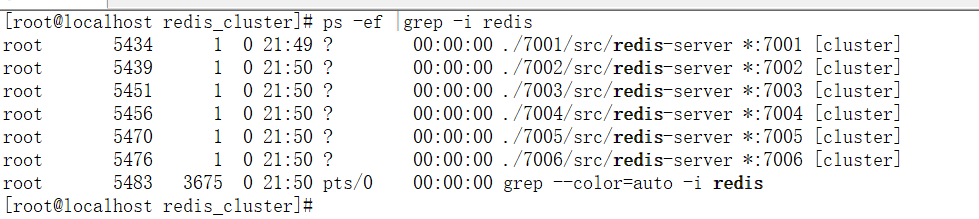 [root@localhost redis_cluster]# ps -ef |grep -i redis
root       5434      1  0 21:49 ?        00:00:00 ./7001/src/redis-server *:7001 [cluster]
root       5439      1  0 21:50 ?        00:00:00 ./7002/src/redis-server *:7002 [cluster]
root       5451      1  0 21:50 ?        00:00:00 ./7003/src/redis-server *:7003 [cluster]
root       5456      1  0 21:50 ?        00:00:00 ./7004/src/redis-server *:7004 [cluster]
root       5470      1  0 21:50 ?        00:00:00 ./7005/src/redis-server *:7005 [cluster]
root       5476      1  0 21:50 ?        00:00:00 ./7006/src/redis-server *:7006 [cluster]
root       5483   3675  0 21:50 pts/0    00:00:00 grep --color=auto -i redis
[root@localhost redis_cluster]#